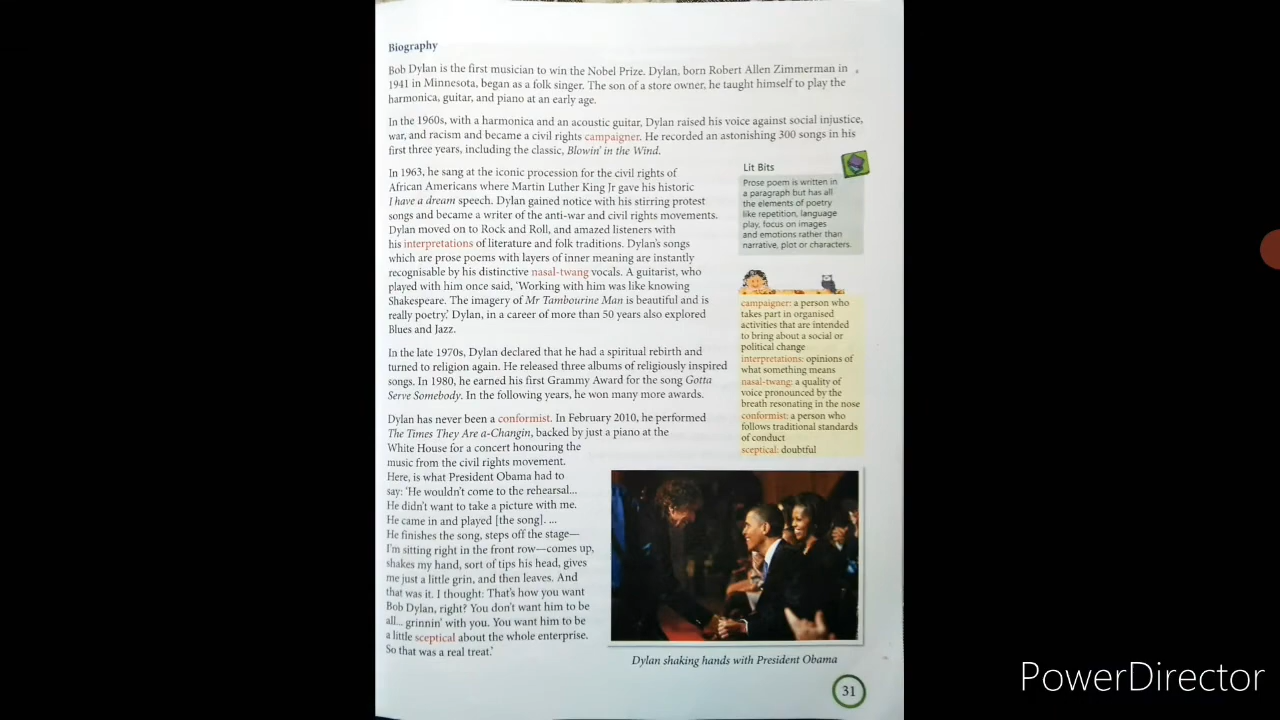 Biography
Bob Dylan is the first musician to win the Nobel Prize. Dylan, born Robert Allen Zimmerman in
1941 in Minnesota, began as a folk singer. The son of a store owner, he taught himself to play the
harmonica, guitar, and piano at an early age.
In the 1960s, with a harmonica and an acoustic guitar, Dylan raised his voice against social injustice,
war, and racism and became a civil rights campaigner. He recorded an astonishing 300 songs in his
first three years, including the classic, Blowin' in the Wind.
In 1963, he sang at the iconic procession for the civil rights of
African Americans where Martin Luther King Jr gave his historic
I have a dream speech. Dylan gained notice with his stirring protest
songs and became a writer of the anti-war and civil rights movements.
Dylan moved on to Rock and Roll, and amazed listeners with
his interpretations of literature and folk traditions. Dylan's songs
which are prose poems with layers of inner meaning are instantly
recognisable by his distinctive nasal-twang vocals. A guitarist, who
played with him once said, 'Working with him was like knowing
Shakespeare. The imagery of Mr Tambourine Man is beautiful and is
really poetry.' Dylan, in a career of more than 50 years also explored
Blues and Jazz.
In the late 1970s, Dylan declared that he had a spiritual rebirth and
turned to religion again. He released three albums of religiously inspired
songs. In 1980, he earned his first Grammy Award for the song Gotta
Serve Somebody. In the following years, he won many more awards.
Dylan has never been a conformist. In February 2010, he performed
The Times They Are a-Changin, backed by just a piano at the
White House for a concert honouring the
music from the civil rights movement.
Here, is what President Obama had to
say: 'He wouldn't come to the rehearsal...
He didn't want to take a picture with me.
He came in and played [the song]. ...
He finishes the song, steps off the stage—
I'm sitting right in the front row—comes up,
shakes my hand, sort of tips his head, gives
me just a little grin, and then leaves. And
that was it. I thought: That's how you want
Bob Dylan, right? You don't want him to be
all... grinnin' with you. You want him to be
a little sceptical about the whole enterprise.
So that was a real treat.'
Lit Bits
Prose poem is written in
a paragraph but has all
the elements of poetry
like repetition, language
play, focus on images
and emotions rather than
narrative, plot or characters.
campaigner: a person who
takes part in organised
activities that are intended
to bring about a social or
political change
interpretations: opinions of
what something means
nasal-twang: a quality of
voice pronounced by the
breath resonating in the nose
conformist: a person who
follows traditional standards
of conduct
sceptical: doubtful
Dylan shaking hands with President Obama
31
PowerDirector